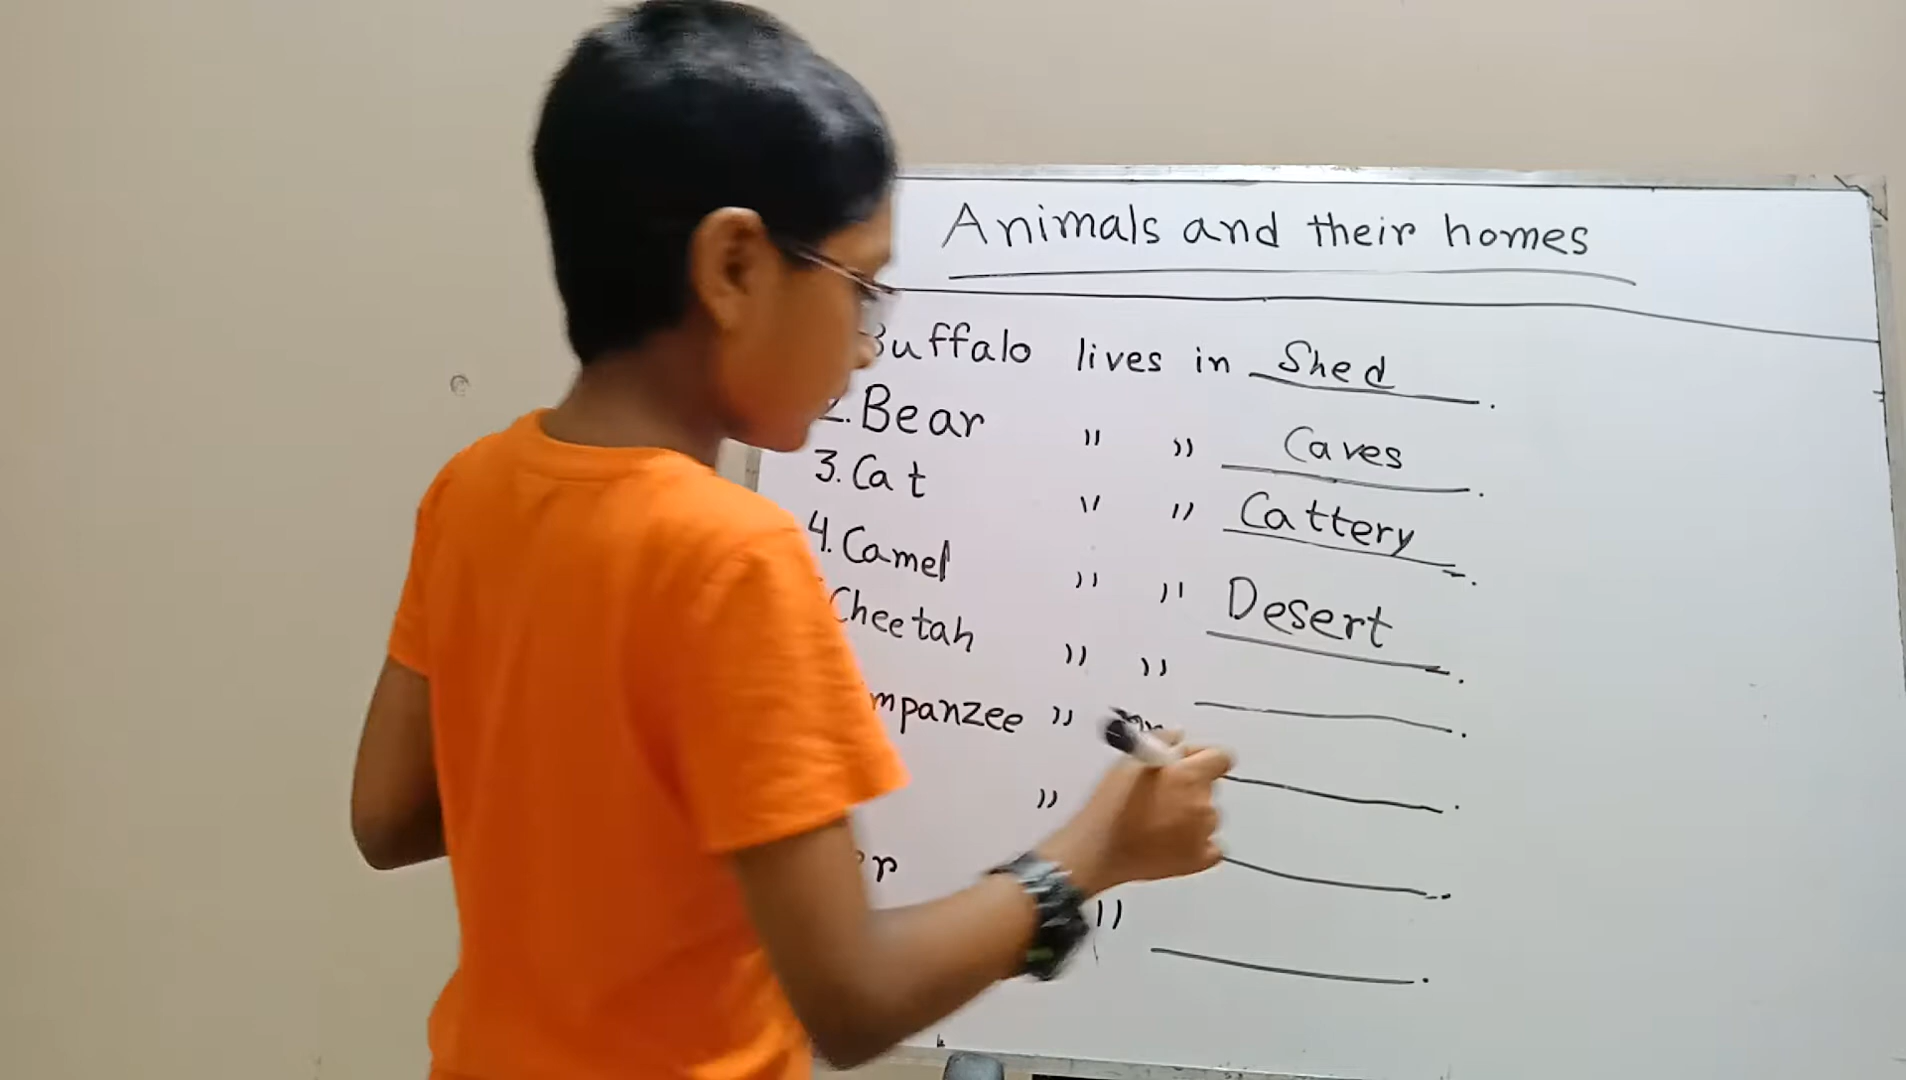 Animals and their homes
Buffalo lives in Shed.
2. Bear " " Caves.
3. Cat " " Cattery.
4. Camel " " Desert.
Cheetah " " .
mpanzee " .
" .
" .